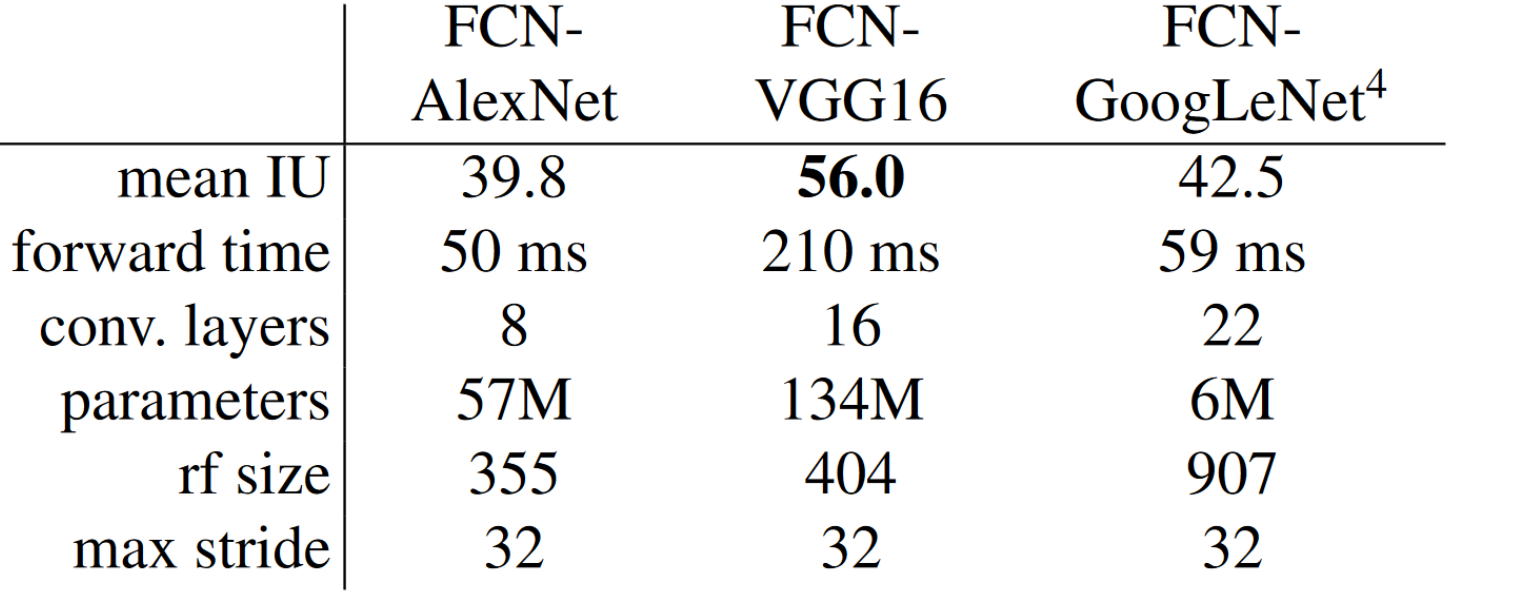 FCN- FCN- FCN-
AlexNet VGG16 GoogLeNet⁴
mean IU 39.8 56.0 42.5
forward time 50 ms 210 ms 59 ms
conv. layers 8 16 22
parameters 57M 134M 6M
rf size 355 404 907
max stride 32 32 32